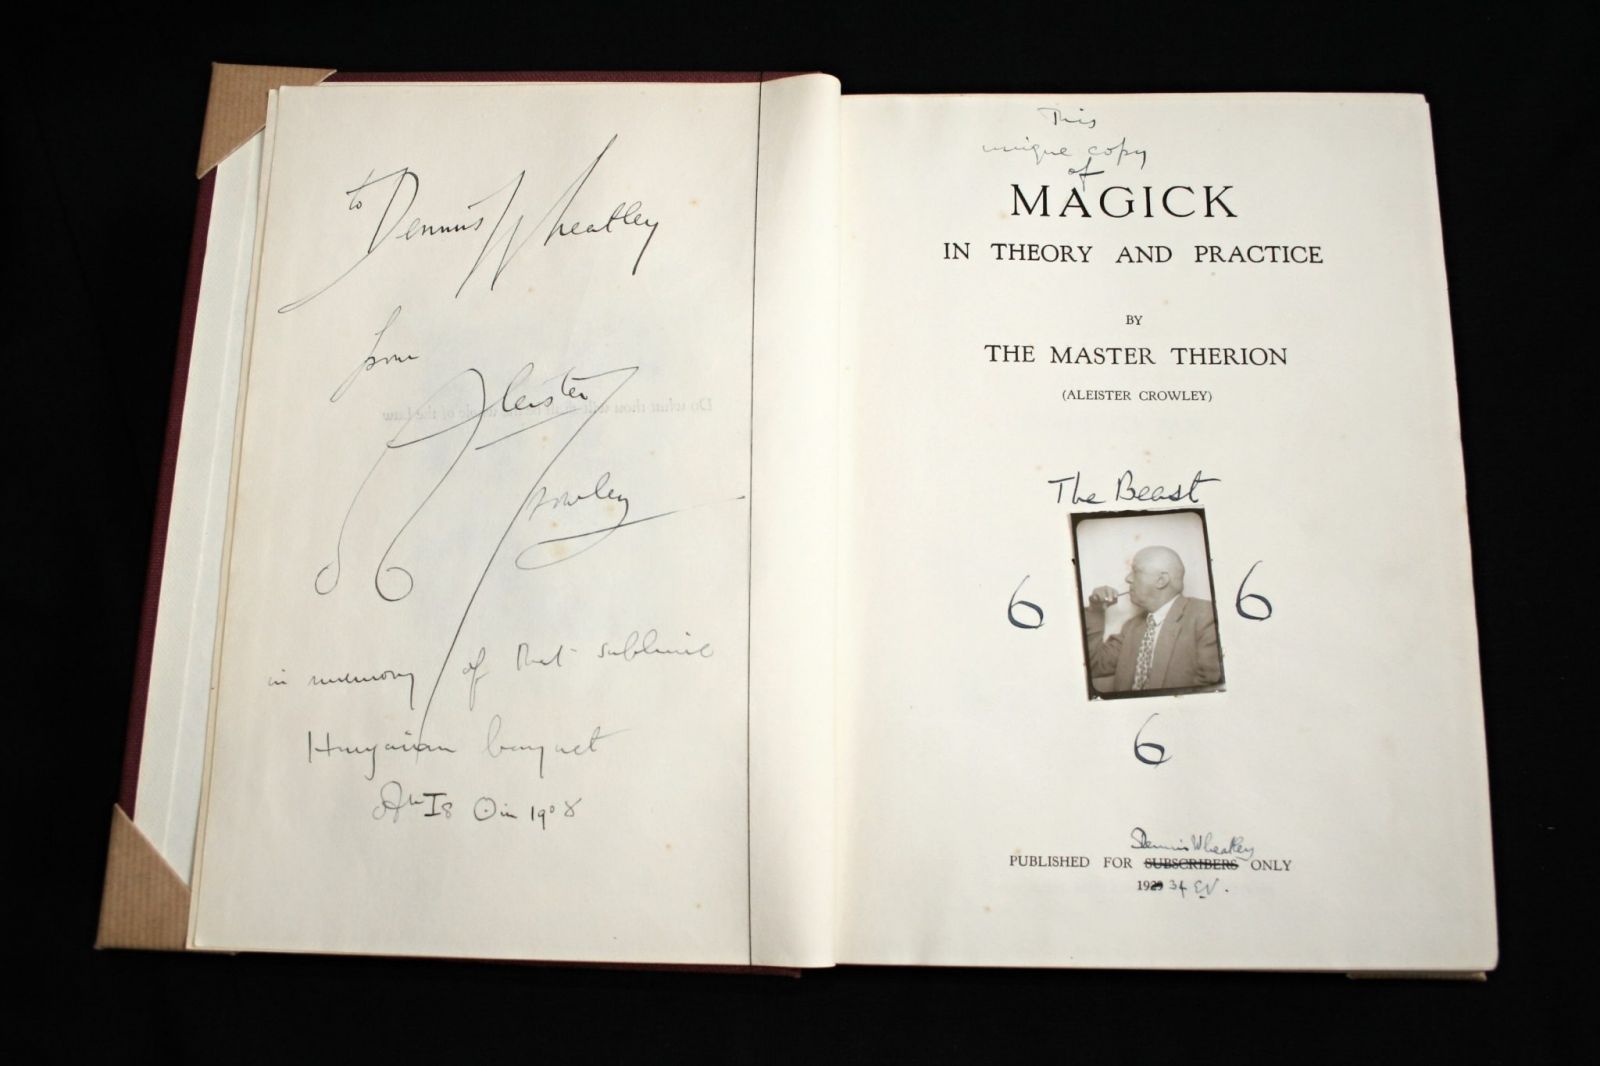 to Dennis Wheatley
from
Aleister
Crowley
in memory of that sublime
Hungarian banquet
This
unique copy
of
MAGICK
IN THEORY AND PRACTICE
BY
THE MASTER THERION
(ALEISTER CROWLEY)
The Beast
6 6
6
Dennis Wheatley
PUBLISHED FOR SUBSCRIBERS ONLY
1929 34 E.V.